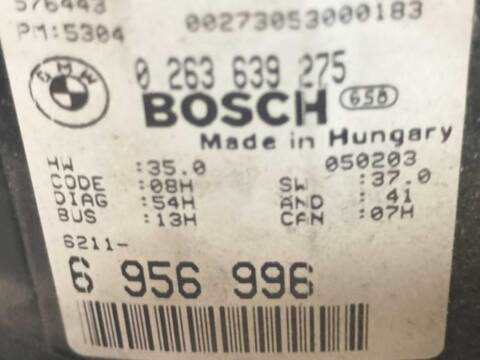 576443
PM:5304 00273053000183
BMW 0 263 639 275
BOSCH 658
Made in Hungary
HW :35.0 050203
CODE :08H SW :37.0
DIAG :54H AND : 41
BUS :13H CAN :07H
6211-
6 956 996